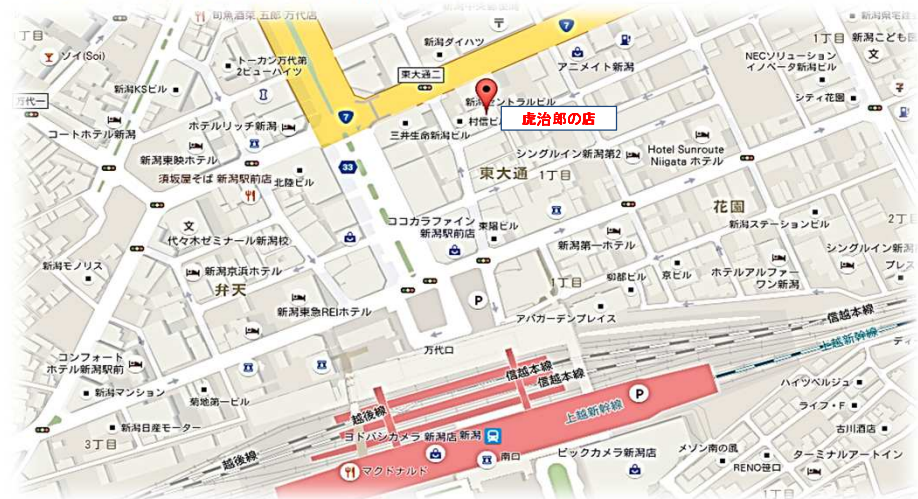 旬魚酒菜 五郎 万代店
7
新潟ダイハツ
1丁目
ゾイ(Soi)
トーカン万代第
2ビューハイツ
アニメイト新潟
NECソリューション
イノベータ新潟ビル
1丁目
新潟こども医
新潟KSビル
東大通二
シティ花園
万代一
新潟セントラルビル
村信ビル
虎治郎の店
コートホテル新潟
ホテルリッチ新潟
7
三井生命新潟ビル
新潟東映ホテル
33
シングルイン新潟第2
Hotel Sunroute
Niigata ホテル
須坂屋そば 新潟駅前店
北陸ビル
東大通 1丁目
花園
2丁
代々木ゼミナール新潟校
ココカラファイン
新潟駅前店
東陽ビル
新潟第一ホテル
新潟ステーションビル
シングルイン新潟
プレス
新潟モノリス
新潟京浜ホテル
弁天
1丁目
京ビル
ホテルアルファー
ワン新潟
P
新潟東急REIホテル
アパガーデンプレイス
信越本線
上越新幹線
万代口
コンフォート
ホテル新潟駅前
信越本線
信越本線
新潟マンション
菊地第一ビル
越後線
上越新幹線
P
ハイツベルジュ
ライフ・F
新潟日産モーター
ヨドバシカメラ 新潟店
新潟
古川酒店
3丁目
越後線
マクドナルド
南口
ビックカメラ新潟店
メゾン南の風
RENO笹口
ターミナルアートイン
1丁目